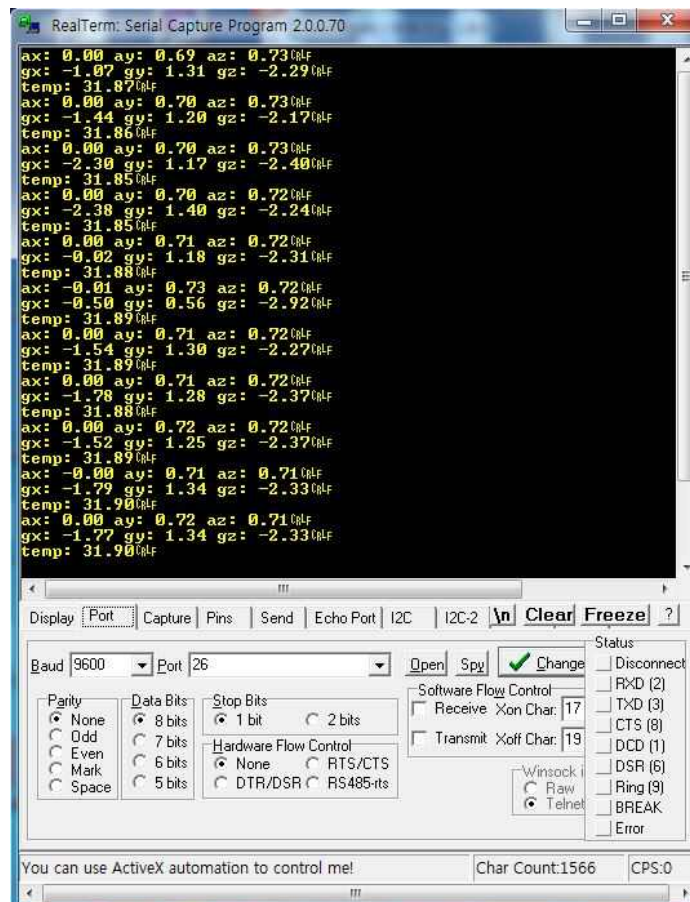 RealTerm: Serial Capture Program 2.0.0.70
ax: 0.00 ay: 0.69 az: 0.73CRLF
gx: -1.07 gy: 1.31 gz: -2.29CRLF
temp: 31.87CRLF
ax: 0.00 ay: 0.70 az: 0.73CRLF
gx: -1.44 gy: 1.20 gz: -2.17CRLF
temp: 31.86CRLF
ax: 0.00 ay: 0.70 az: 0.73CRLF
gx: -2.30 gy: 1.17 gz: -2.40CRLF
temp: 31.85CRLF
ax: 0.00 ay: 0.70 az: 0.72CRLF
gx: -2.38 gy: 1.40 gz: -2.24CRLF
temp: 31.85CRLF
ax: 0.00 ay: 0.71 az: 0.72CRLF
gx: -0.02 gy: 1.18 gz: -2.31CRLF
temp: 31.88CRLF
ax: -0.01 ay: 0.73 az: 0.72CRLF
gx: -0.50 gy: 0.56 gz: -2.92CRLF
temp: 31.89CRLF
ax: 0.00 ay: 0.71 az: 0.72CRLF
gx: -1.54 gy: 1.30 gz: -2.27CRLF
temp: 31.89CRLF
ax: 0.00 ay: 0.71 az: 0.72CRLF
gx: -1.78 gy: 1.28 gz: -2.37CRLF
temp: 31.88CRLF
ax: 0.00 ay: 0.72 az: 0.72CRLF
gx: -1.52 gy: 1.25 gz: -2.37CRLF
temp: 31.89CRLF
ax: -0.00 ay: 0.71 az: 0.71CRLF
gx: -1.79 gy: 1.34 gz: -2.33CRLF
temp: 31.90CRLF
ax: 0.00 ay: 0.72 az: 0.71CRLF
gx: -1.77 gy: 1.34 gz: -2.33CRLF
temp: 31.90CRLF
Display Port Capture Pins Send Echo Port I2C I2C-2 \n Clear Freeze ?
Baud 9600 Port 26 Open Spy Change
Parity
None
Odd
Even
Mark
Space
Data Bits
8 bits
7 bits
6 bits
5 bits
Stop Bits
1 bit 2 bits
Hardware Flow Control
None RTS/CTS
DTR/DSR RS485-rts
Software Flow Control
Receive Xon Char: 17
Transmit Xoff Char: 19
Winsock i
Raw
Telnet
Status
Disconnect
RXD (2)
TXD (3)
CTS (8)
DCD (1)
DSR (6)
Ring (9)
BREAK
Error
You can use ActiveX automation to control me! Char Count:1566 CPS:0